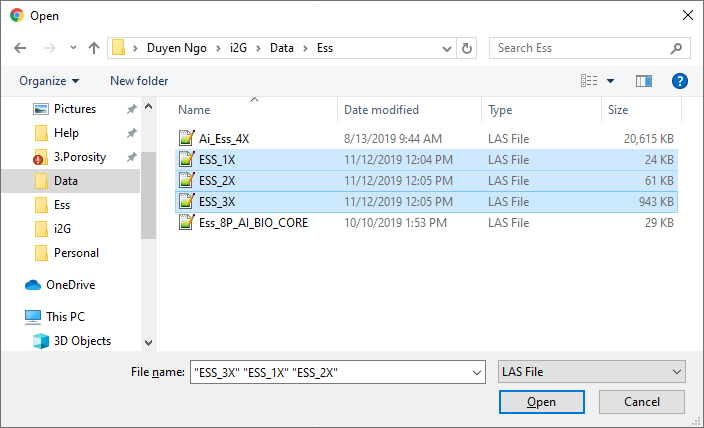 Open
Duyen Ngo > i2G > Data > Ess
Search Ess
Organize
New folder
?
Pictures
Help
3.Porosity
Data
Ess
i2G
Personal
OneDrive
This PC
3D Objects
Name Date modified Type Size
Ai_Ess_4X 8/13/2019 9:44 AM LAS File 20,615 KB
ESS_1X 11/12/2019 12:04 PM LAS File 24 KB
ESS_2X 11/12/2019 12:05 PM LAS File 61 KB
ESS_3X 11/12/2019 12:05 PM LAS File 943 KB
Ess_8P_AI_BIO_CORE 10/10/2019 1:53 PM LAS File 29 KB
File name: "ESS_3X" "ESS_1X" "ESS_2X"
LAS File
Open
Cancel